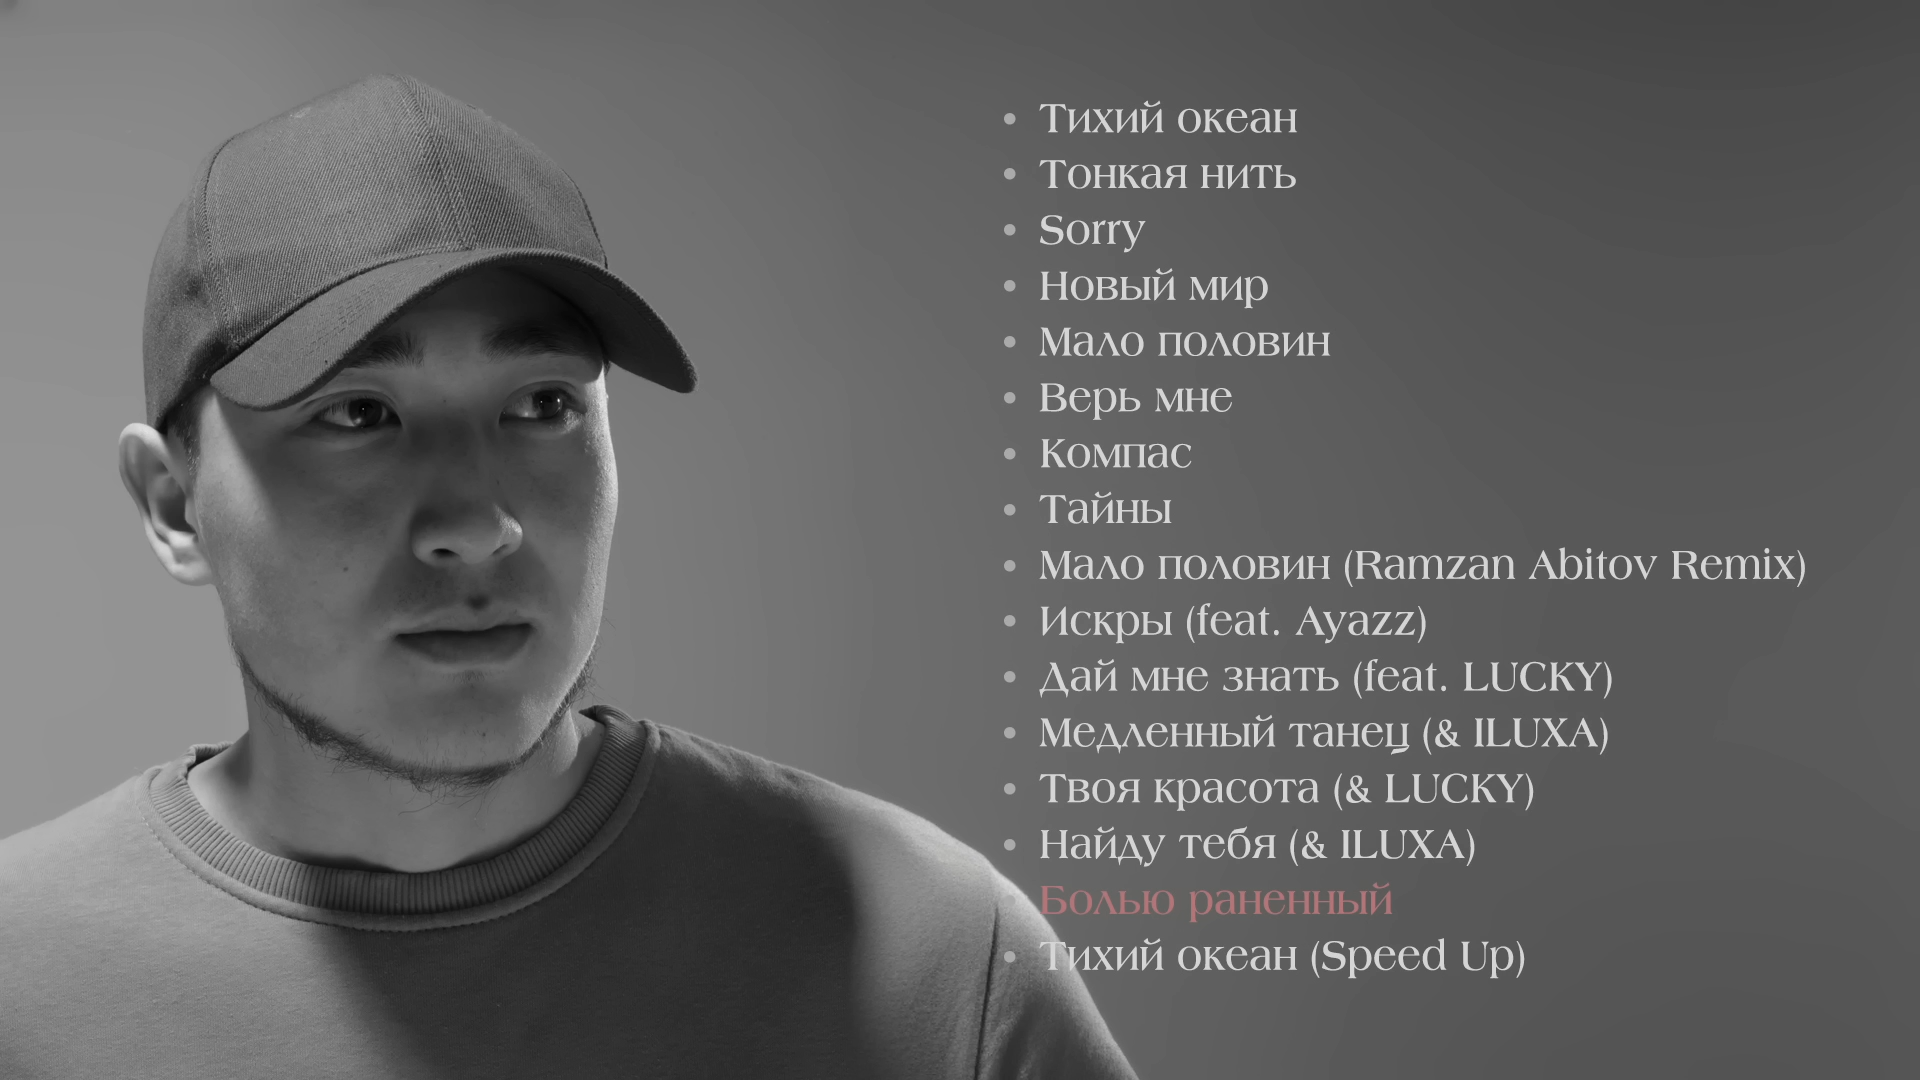 • Тихий океан
• Тонкая нить
• Sorry
• Новый мир
• Мало половин
• Верь мне
• Компас
• Тайны
• Мало половин (Ramzan Abitov Remix)
• Искры (feat. Ayazz)
• Дай мне знать (feat. LUCKY)
• Медленный танец (& ILUXA)
• Твоя красота (& LUCKY)
• Найду тебя (& ILUXA)
• Болью раненный
• Тихий океан (Speed Up)